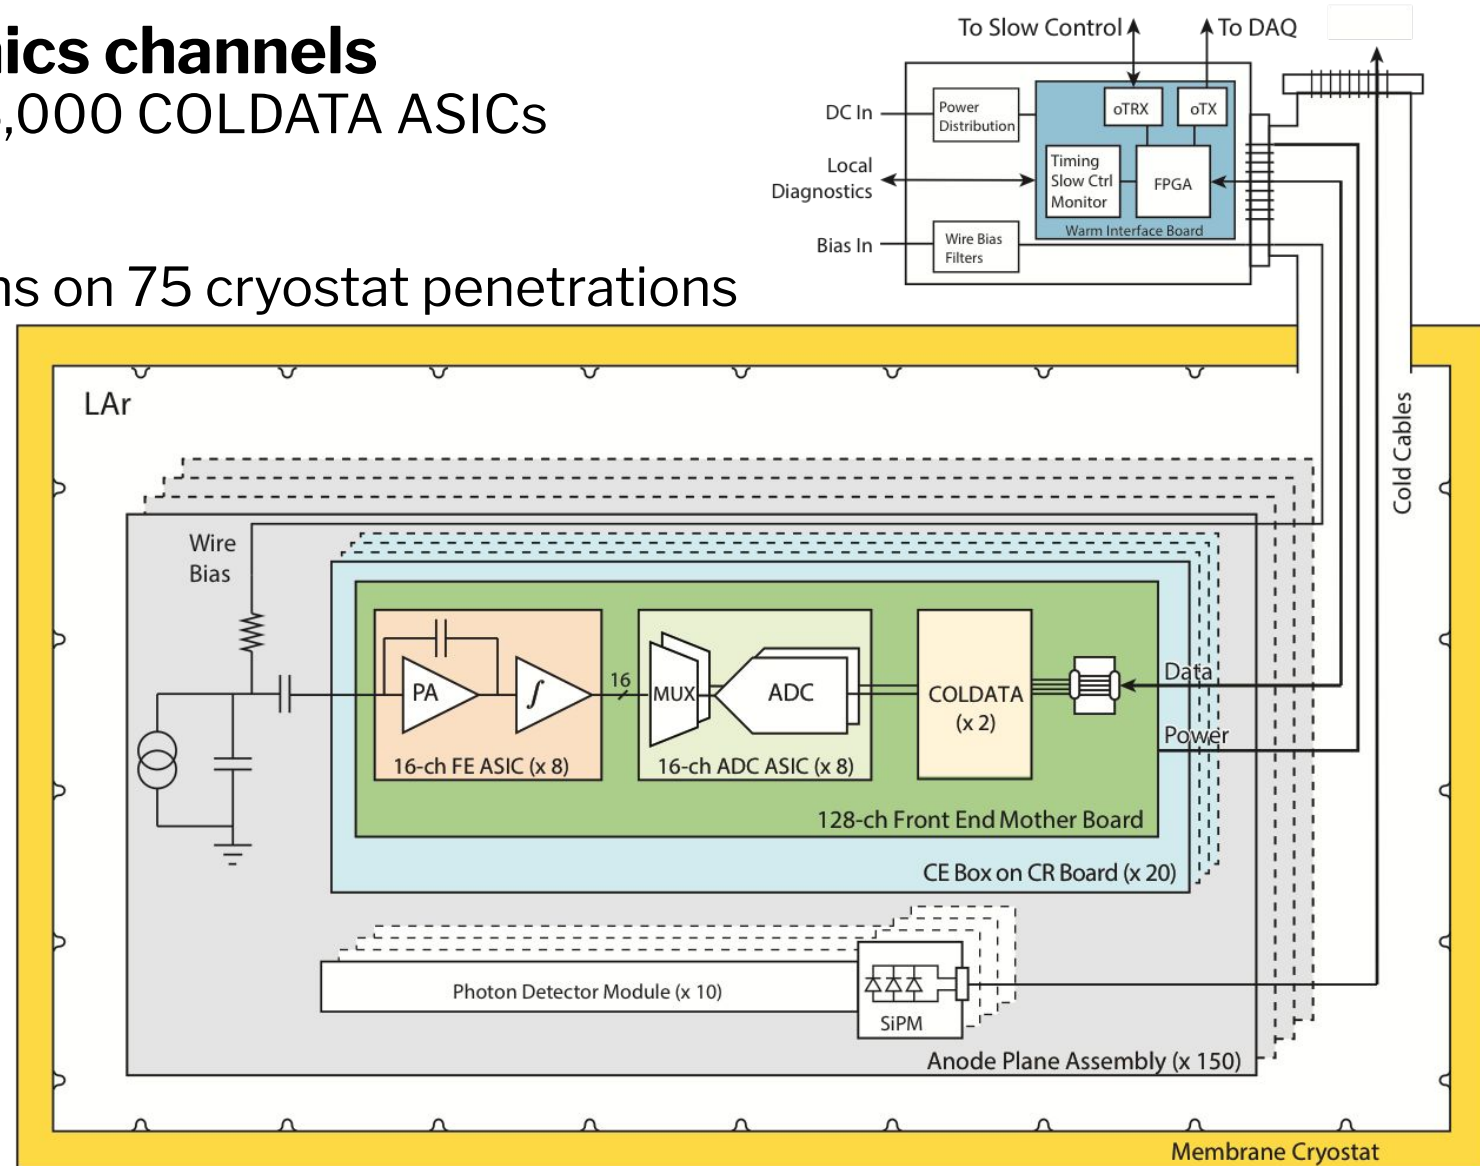 ics channels
,000 COLDATA ASICs
ns on 75 cryostat penetrations
To Slow Control
To DAQ
DC In
Power
Distribution
oTRX
oTX
Local
Diagnostics
Timing
Slow Ctrl
Monitor
FPGA
Warm Interface Board
Bias In
Wire Bias
Filters
LAr
Cold Cables
Wire
Bias
PA
∫
16
MUX
ADC
COLDATA
(x 2)
Data
Power
16-ch FE ASIC (x 8)
16-ch ADC ASIC (x 8)
128-ch Front End Mother Board
CE Box on CR Board (x 20)
Photon Detector Module (x 10)
SiPM
Anode Plane Assembly (x 150)
Membrane Cryostat